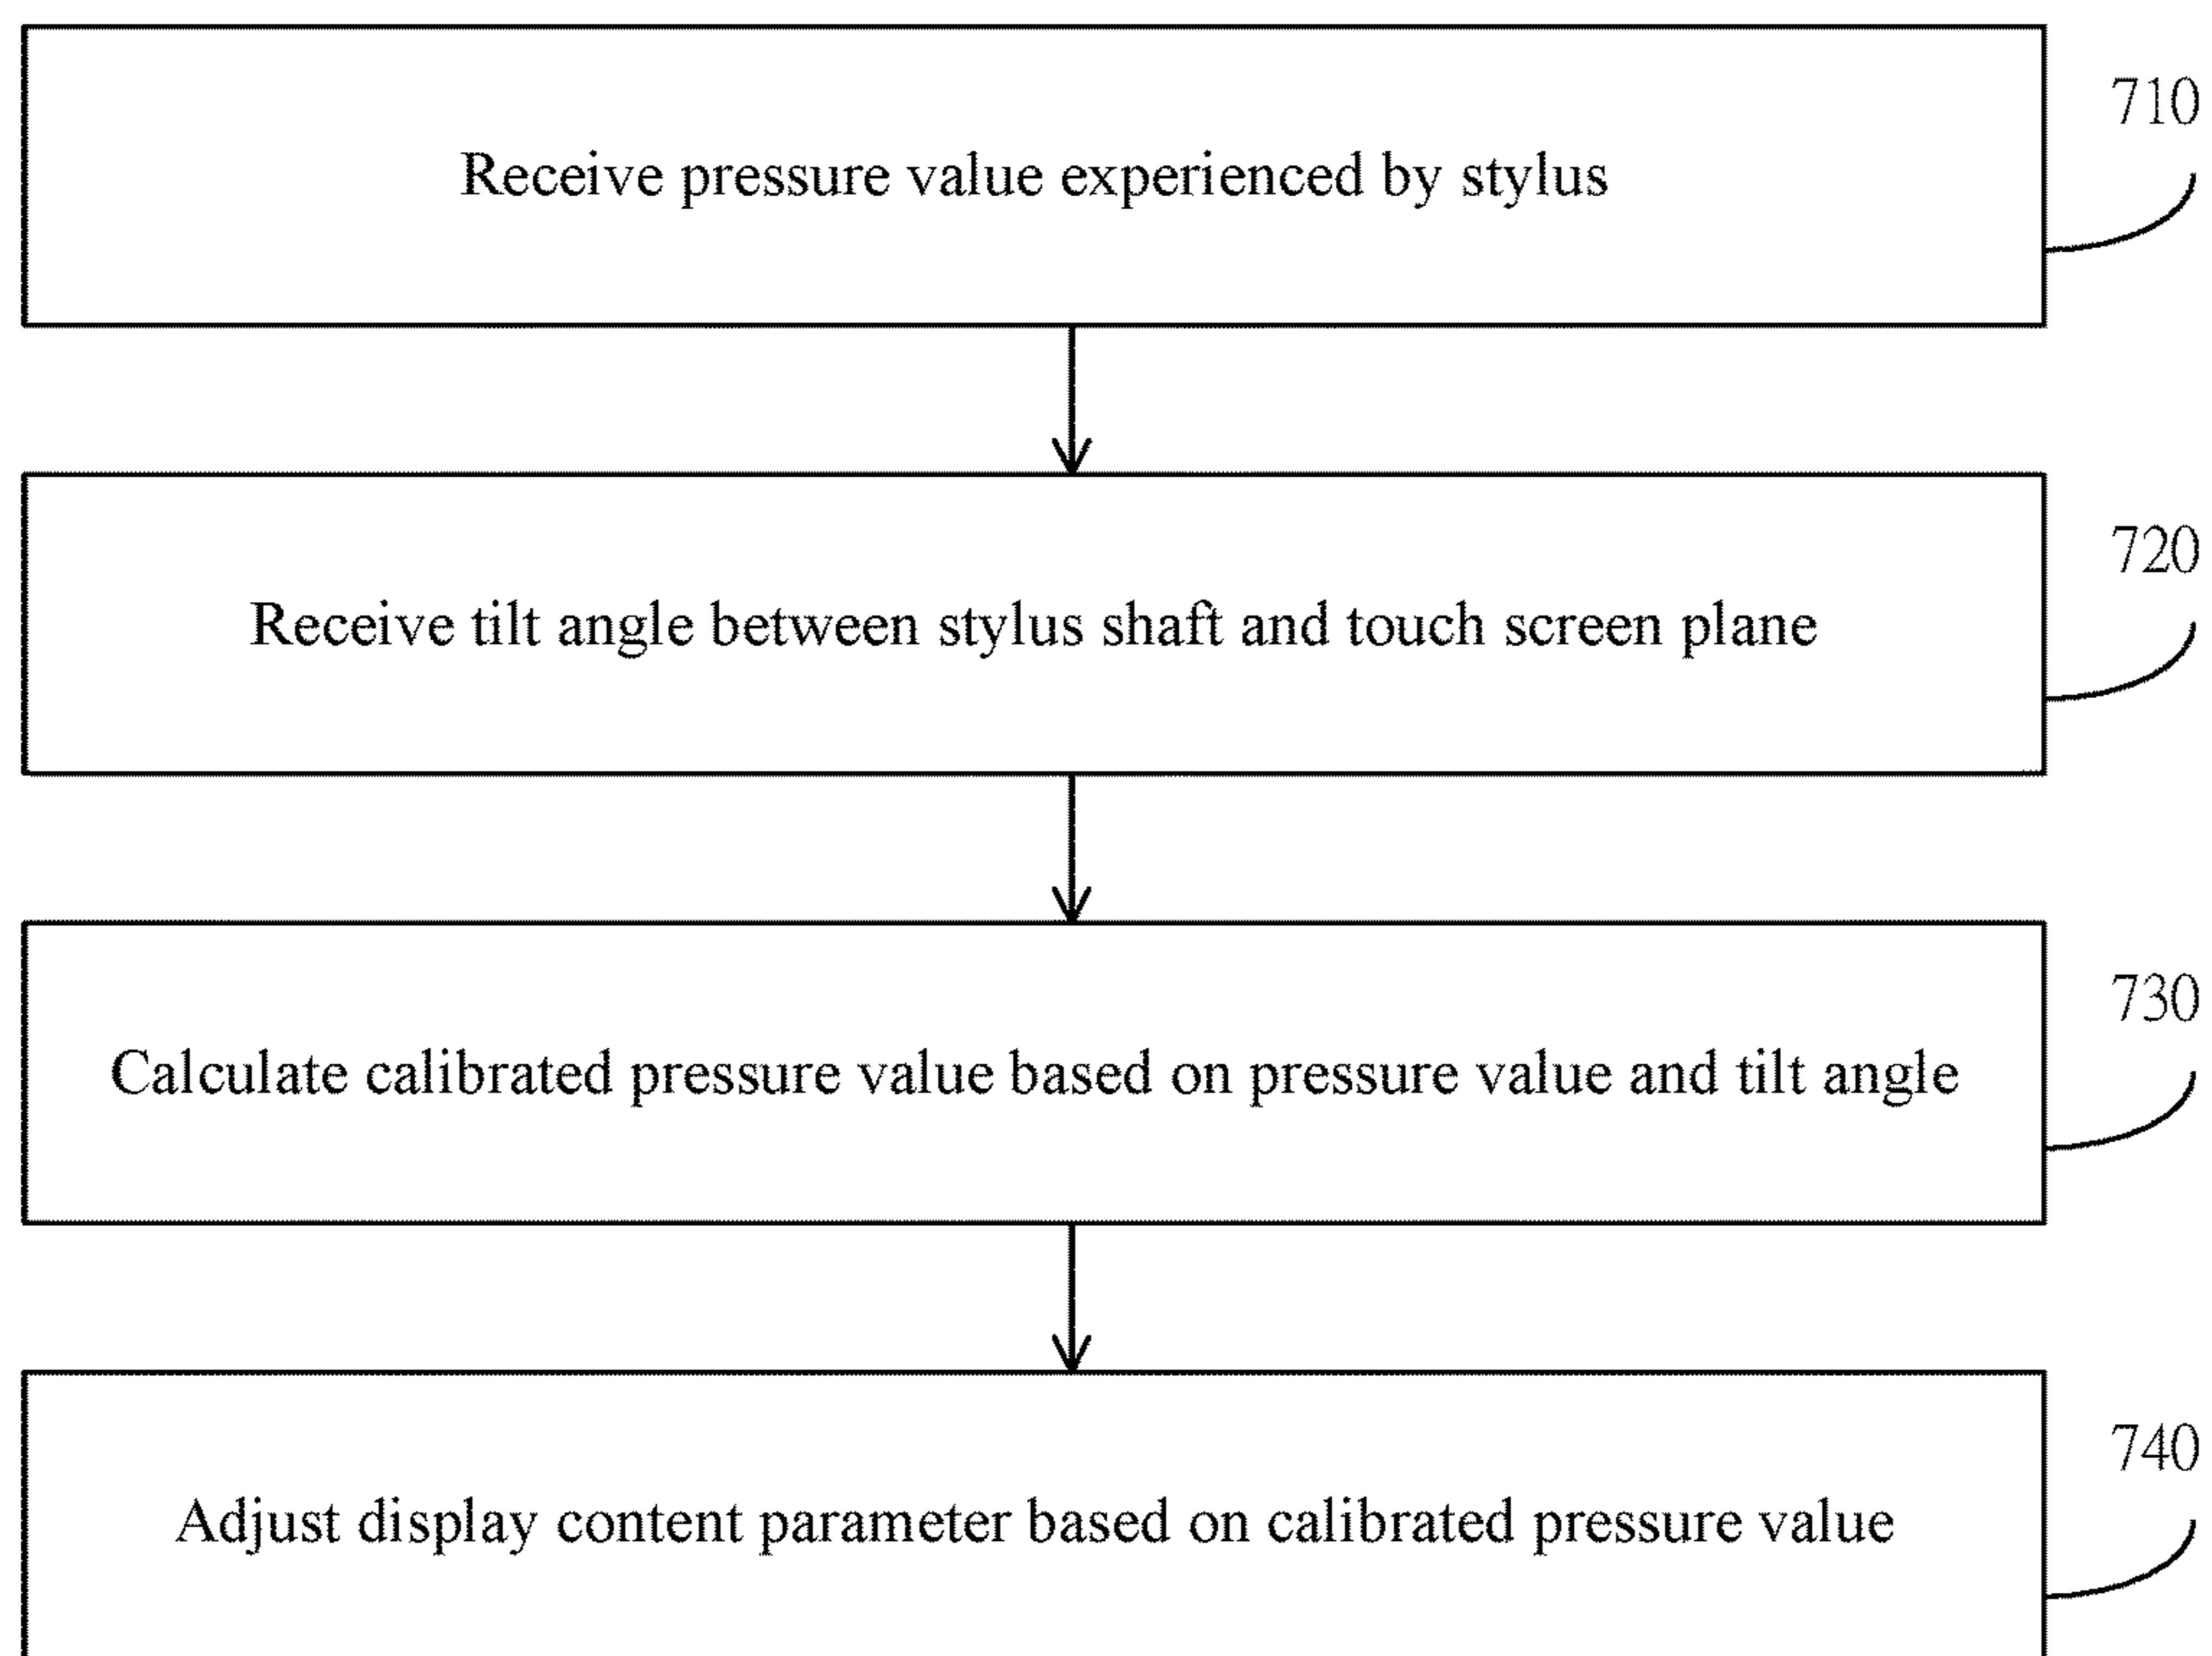 710
Receive pressure value experienced by stylus
720
Receive tilt angle between stylus shaft and touch screen plane
730
Calculate calibrated pressure value based on pressure value and tilt angle
740
Adjust display content parameter based on calibrated pressure value